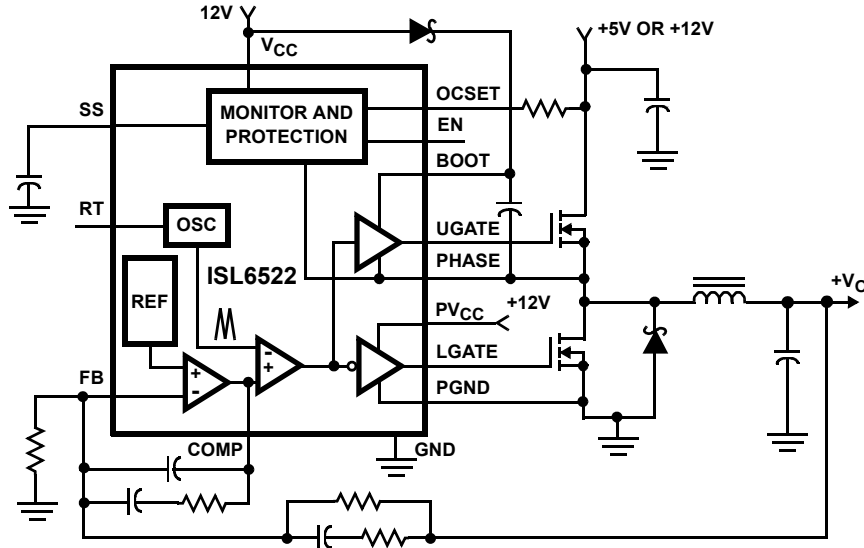 12V
+5V OR +12V
VCC
SS
MONITOR AND
PROTECTION
OCSET
EN
BOOT
RT
OSC
UGATE
PHASE
ISL6522
REF
+12V
+VO
PVCC
LGATE
FB
+
-
-
+
PGND
COMP
GND